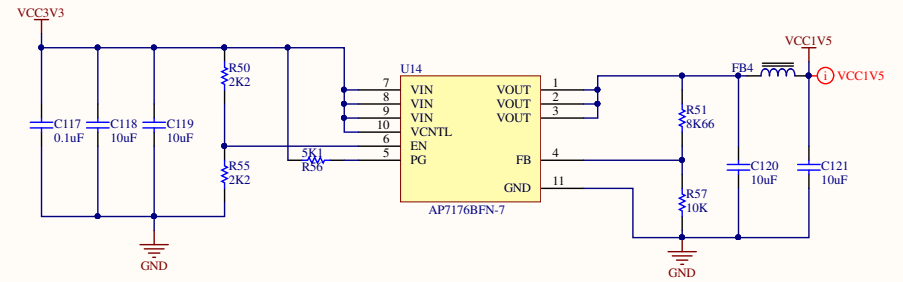 VCC3V3
VCC1V5
U14
FB4
i VCC1V5
R50
2K2
7 VIN VOUT 1
8 VIN VOUT 2
9 VIN VOUT 3
10 VCNTL
6 EN
5 PG FB 4
GND 11
R51
8K66
C117
0.1uF
C118
10uF
C119
10uF
5K1
R56
R55
2K2
C120
10uF
C121
10uF
R57
10K
AP7176BFN-7
GND
GND